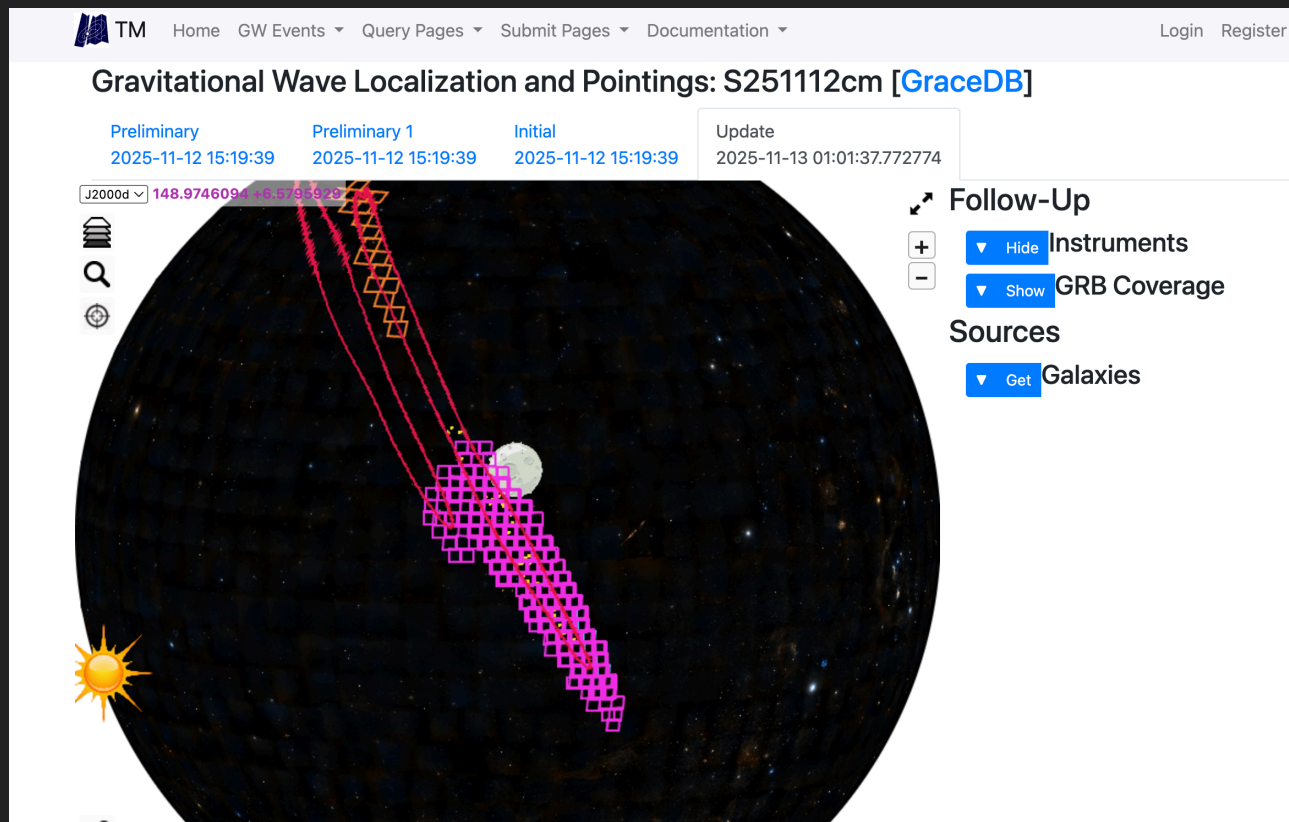 TM Home GW Events Query Pages Submit Pages Documentation Login Register
Gravitational Wave Localization and Pointings: S251112cm [GraceDB]
Preliminary Preliminary 1 Initial Update
2025-11-12 15:19:39 2025-11-12 15:19:39 2025-11-12 15:19:39 2025-11-13 01:01:37.772774
J2000d 148.9746094 +6.5795929
Follow-Up
Hide Instruments
Show GRB Coverage
Sources
Get Galaxies